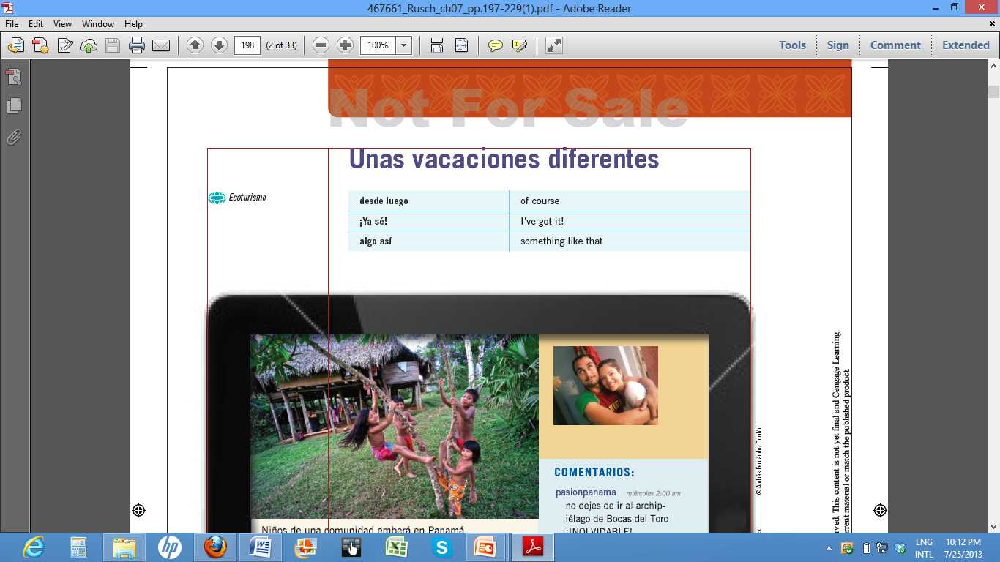 467661_Rusch_ch07_pp.197-229(1).pdf - Adobe Reader
File Edit View Window Help
198 (2 of 33) 100% Tools Sign Comment Extended
Not For Sale
Unas vacaciones diferentes
Ecoturismo
desde luego of course
¡Ya sé! I've got it!
algo así something like that
COMENTARIOS:
pasionpanama miércoles 2:00 am
no dejes de ir al archip-
iélago de Bocas del Toro
¡INOLVIDABLE!
Niños de una comunidad emberá en Panamá
© Andrés Fernández Cordón
rved. This content is not yet final and Cengage Learning
urrent material or match the published product.
ENG 10:12 PM
INTL 7/25/2013